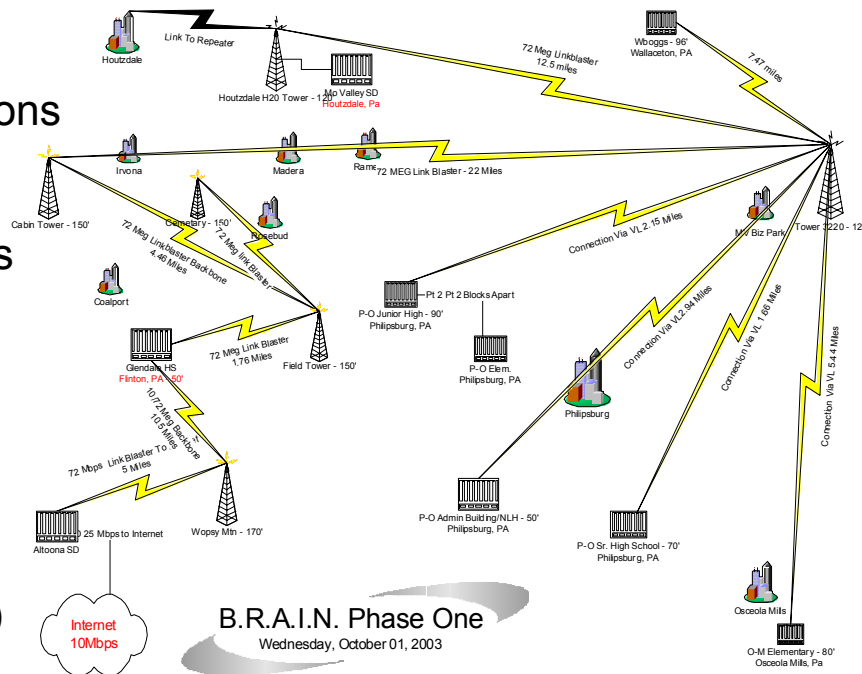 ons
s
)
Houtzdale
Link To Repeater
Houtzdale H20 Tower - 120'
Mo Valley SD
Houtzdale, Pa
72 Meg Linkblaster
12.5 miles
Wboggs - 96'
Wallaceton, PA
7.47 miles
Irvona
Madera
Rame
72 MEG Link Blaster - 22 Miles
Cabin Tower - 150'
Cemetary - 150'
Rosebud
72 Meg Linkblaster Backbone
4.46 Miles
7.2 Meg link Blaster
Coalport
MV Biz Park
Tower 3220 - 12
Connection Via VL 2.15 Miles
P-O Junior High - 90'
Philipsburg, PA
Pt 2 Pt 2 Blocks Apart
P-O Elem.
Philipsburg, PA
Connection Via VL 2.94 Miles
Connection Via VL 1.66 Miles
Connection Via VL 5.44 Miles
Glendale HS
Flinton, PA - 50'
72 Meg Link Blaster
1.76 Miles
Field Tower - 150'
Philipsburg
10/72 Meg Backbone
10.5 Miles
72 Mbps Link Blaster To
5 Miles
Wopsy Mtn - 170'
Altoona SD
25 Mbps to Internet
P-O Admin Building/NLH - 50'
Philipsburg, PA
P-O Sr. High School - 70'
Philipsburg, PA
Osceola Mills
O-M Elementary - 80'
Osceola Mills, Pa
Internet
10Mbps
B.R.A.I.N. Phase One
Wednesday, October 01, 2003